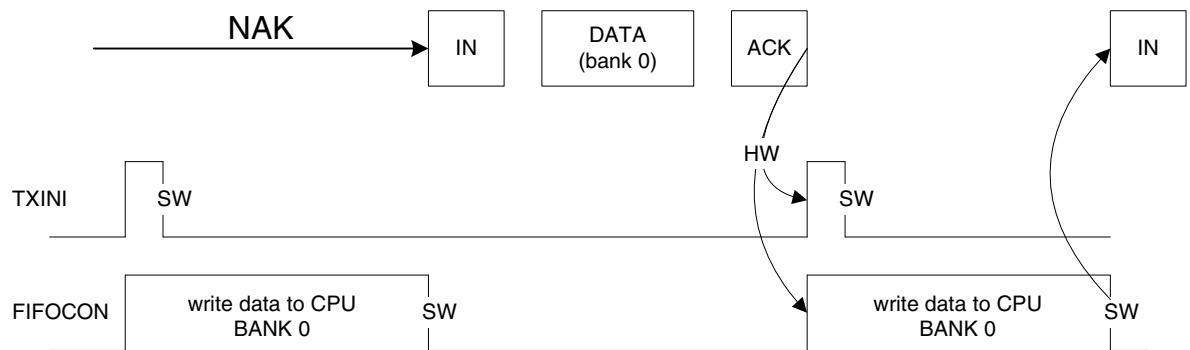 NAK
IN
DATA
(bank 0)
ACK
IN
HW
TXINI
SW
SW
FIFOCON
write data to CPU
BANK 0
SW
write data to CPU
BANK 0
SW